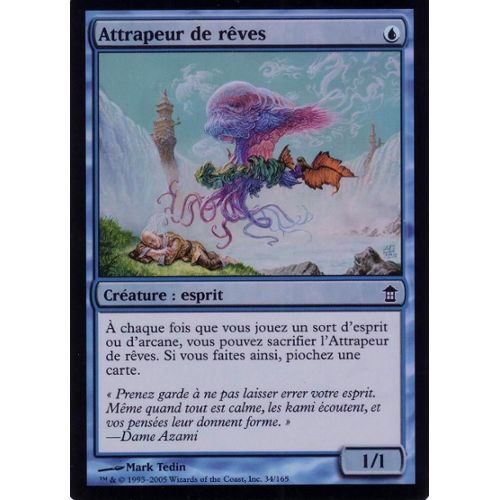 Attrapeur de rêves
Créature : esprit
À chaque fois que vous jouez un sort d'esprit
ou d'arcane, vous pouvez sacrifier l'Attrapeur
de rêves. Si vous faites ainsi, piochez une
carte.
« Prenez garde à ne pas laisser errer votre esprit.
Même quand tout est calme, les kami écoutent, et
vos pensées leur donnent forme. »
—Dame Azami
Mark Tedin
1/1
™ & © 1993-2005 Wizards of the Coast, Inc. 34/165